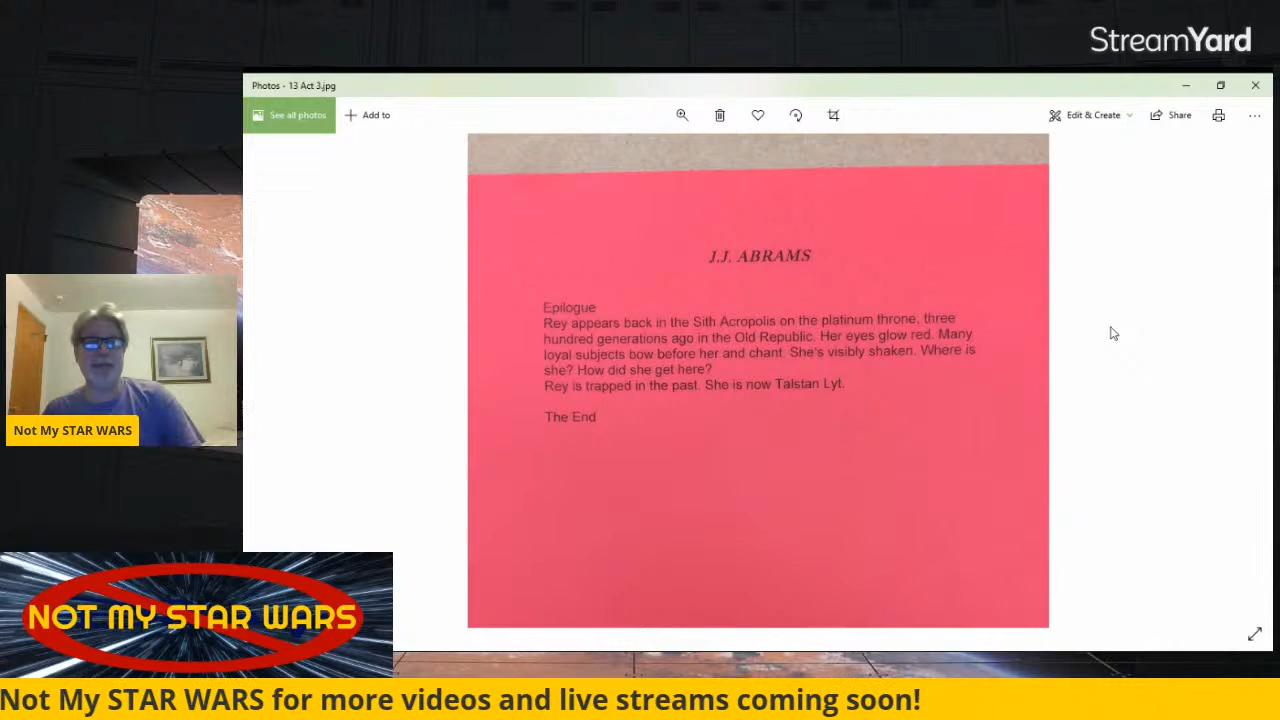 StreamYard
Photos - 13 Act 3.jpg
See all photos
Add to
Edit & Create
Share
J.J. ABRAMS
Epilogue
Rey appears back in the Sith Acropolis on the platinum throne, three
hundred generations ago in the Old Republic. Her eyes glow red. Many
loyal subjects bow before her and chant. She's visibly shaken. Where is
she? How did she get here?
Rey is trapped in the past. She is now Talstan Lyt.
The End
Not My STAR WARS
NOT MY STAR WARS
Not My STAR WARS for more videos and live streams coming soon!